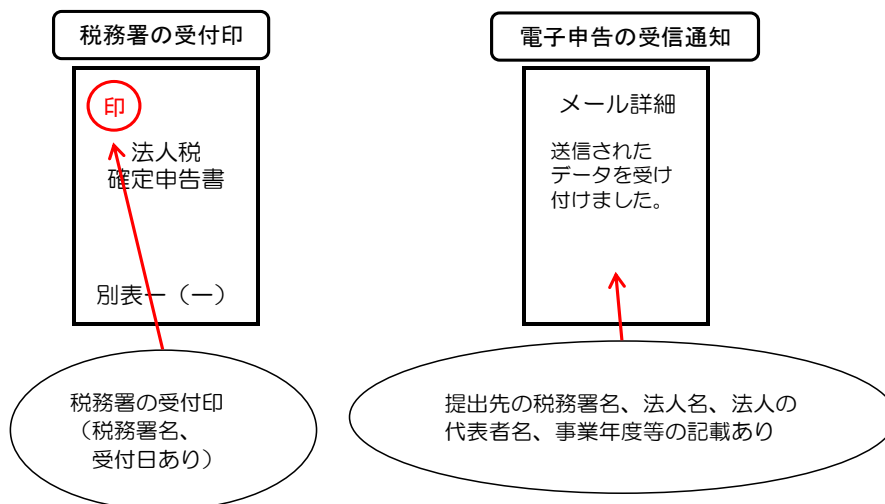 税務署の受付印
印
法人税
確定申告書
別表一（一）
税務署の受付印
（税務署名、
受付日あり）
電子申告の受信通知
メール詳細
送信された
データを受け
付けました。
提出先の税務署名、法人名、法人の
代表者名、事業年度等の記載あり